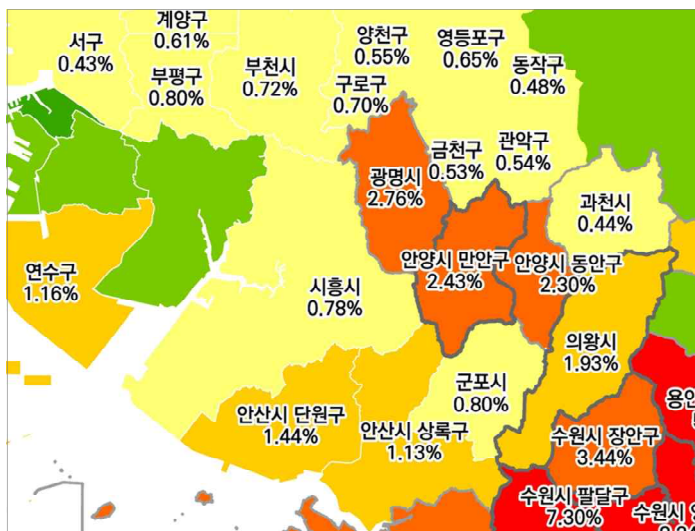 계양구
0.61%
서구
0.43%
부평구
0.80%
부천시
0.72%
양천구
0.55%
영등포구
0.65%
동작구
0.48%
구로구
0.70%
금천구
0.53%
관악구
0.54%
광명시
2.76%
과천시
0.44%
안양시 만안구
2.43%
안양시 동안구
2.30%
연수구
1.16%
시흥시
0.78%
의왕시
1.93%
군포시
0.80%
안산시 단원구
1.44%
안산시 상록구
1.13%
수원시 장안구
3.44%
수원시 팔달구
7.30%
수원시